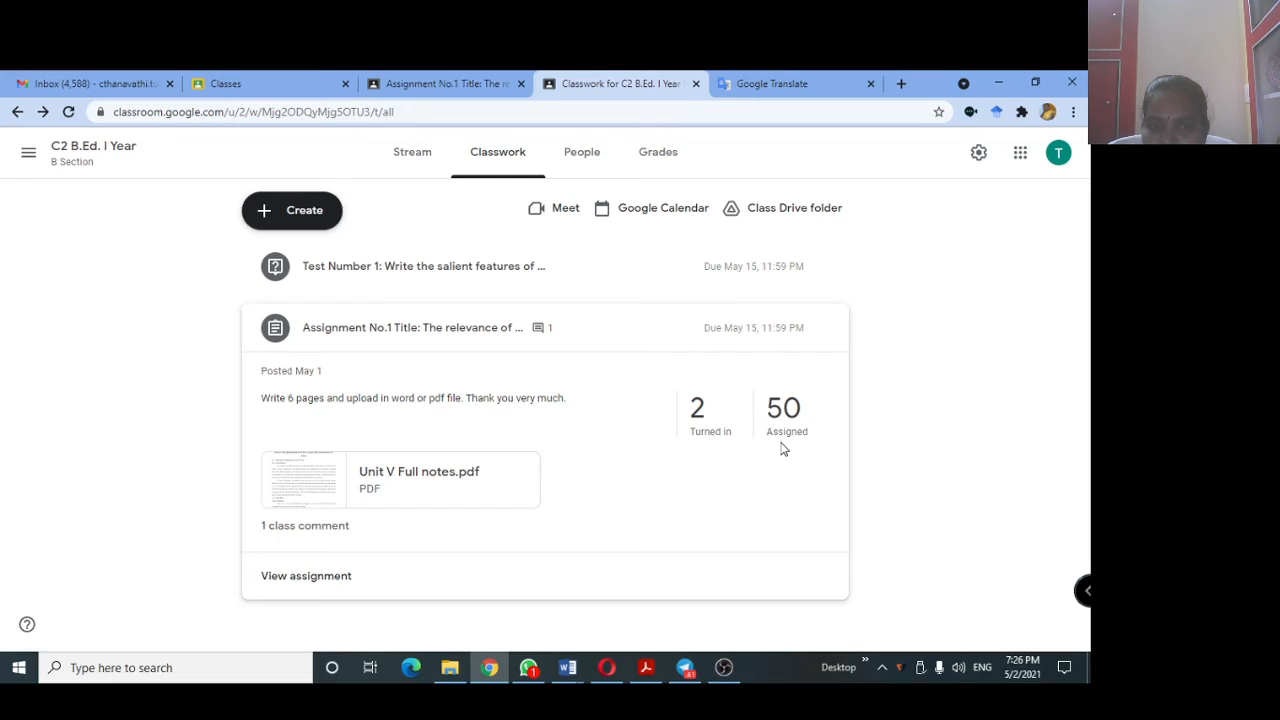 Inbox (4,588) - cthanavathi.tu
Classes
Assignment No.1 Title: The re
Classwork for C2 B.Ed. I Year
Google Translate
classroom.google.com/u/2/w/Mjg2ODQyMjg5OTU3/t/all
C2 B.Ed. I Year
B Section
Stream
Classwork
People
Grades
T
Create
Meet
Google Calendar
Class Drive folder
Test Number 1: Write the salient features of ...
Due May 15, 11:59 PM
Assignment No.1 Title: The relevance of ...
1
Due May 15, 11:59 PM
Posted May 1
Write 6 pages and upload in word or pdf file. Thank you very much.
2
Turned in
50
Assigned
Unit V Full notes.pdf
PDF
1 class comment
View assignment
Type here to search
1
Desktop
ENG
7:26 PM
5/2/2021